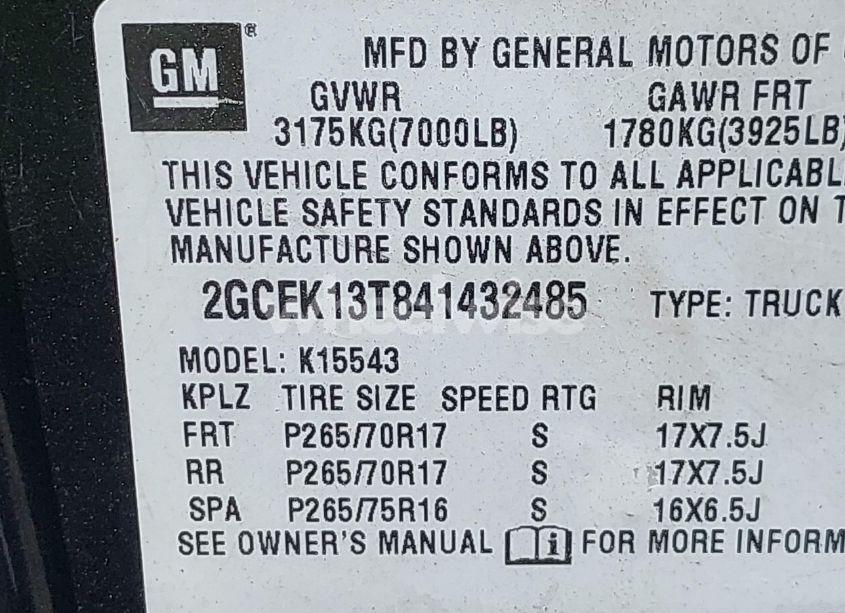 GM ®
MFD BY GENERAL MOTORS OF
GVWR GAWR FRT
3175KG(7000LB) 1780KG(3925LB)
THIS VEHICLE CONFORMS TO ALL APPLICABL
VEHICLE SAFETY STANDARDS IN EFFECT ON T
MANUFACTURE SHOWN ABOVE.
2GCEK13T841432485 TYPE: TRUCK
wheelwise
MODEL: K15543
KPLZ TIRE SIZE SPEED RTG RIM
FRT P265/70R17 S 17X7.5J
RR P265/70R17 S 17X7.5J
SPA P265/75R16 S 16X6.5J
SEE OWNER'S MANUAL i FOR MORE INFORM